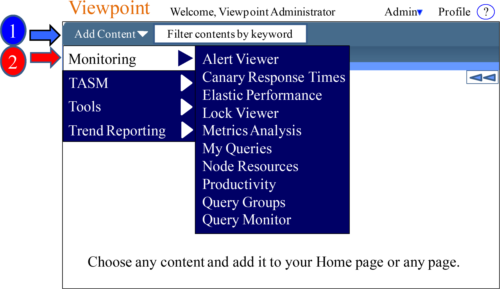 Viewpoint Welcome, Viewpoint Administrator Admin Profile ?
1 Add Content Filter contents by keyword
2 Monitoring
TASM
Tools
Trend Reporting
Alert Viewer
Canary Response Times
Elastic Performance
Lock Viewer
Metrics Analysis
My Queries
Node Resources
Productivity
Query Groups
Query Monitor
Choose any content and add it to your Home page or any page.